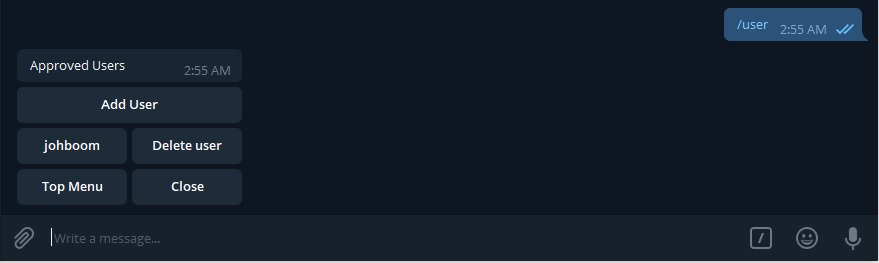 /user 2:55 AM
Approved Users 2:55 AM
Add User
johboom Delete user
Top Menu Close
Write a message...